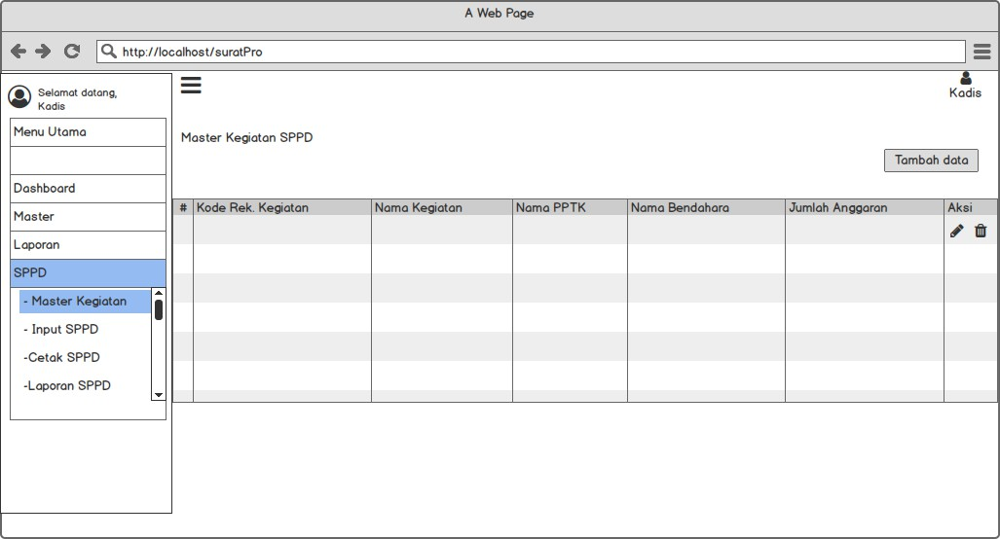 A Web Page
http://localhost/suratPro
Selamat datang,
Kadis
Kadis
Menu Utama
Dashboard
Master
Laporan
SPPD
- Master Kegiatan
- Input SPPD
-Cetak SPPD
-Laporan SPPD
Master Kegiatan SPPD
Tambah data
# Kode Rek. Kegiatan Nama Kegiatan Nama PPTK Nama Bendahara Jumlah Anggaran Aksi